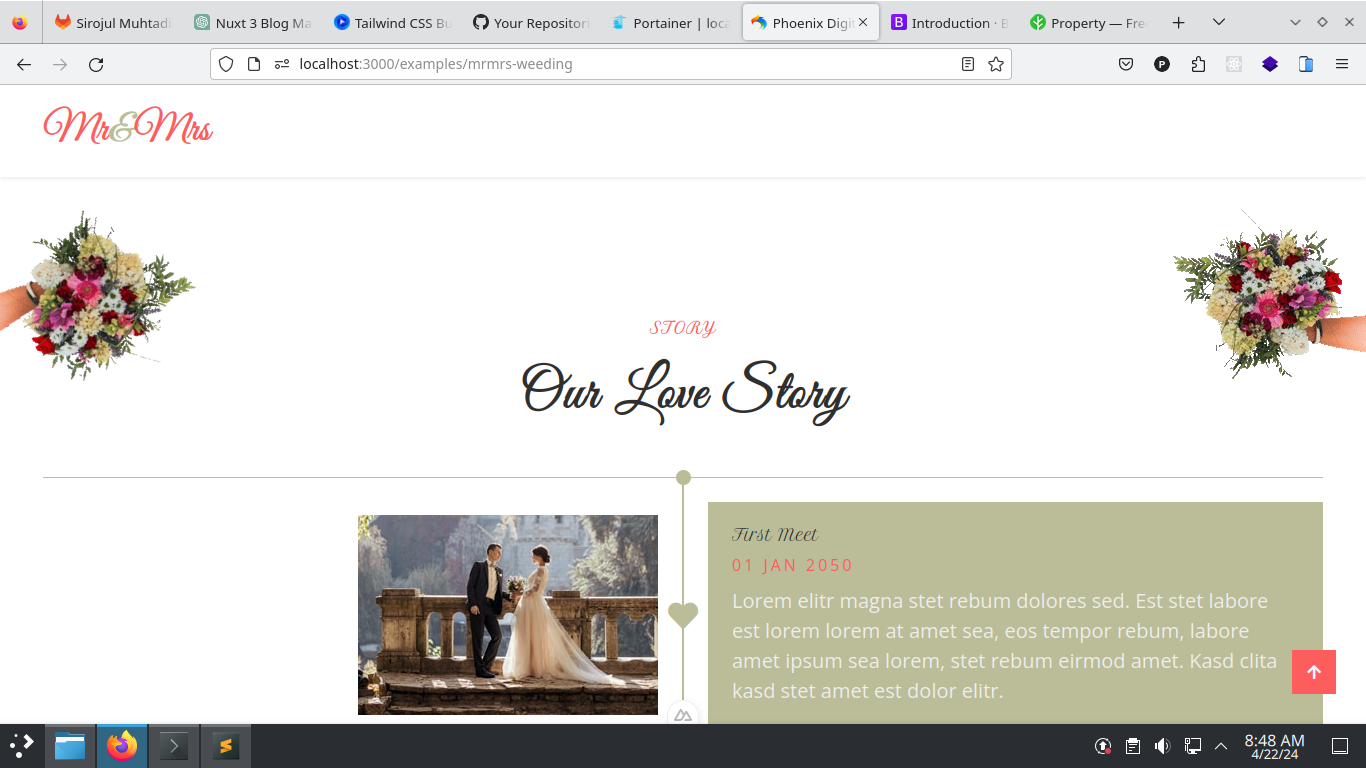 Sirojul Muhtadi
Nuxt 3 Blog Ma
Tailwind CSS Bu
Your Repositori
Portainer | loca
Phoenix Digit
Introduction · B
Property — Free
localhost:3000/examples/mrmrs-weeding
P
B
Mr&Mrs
STORY
Our Love Story
First Meet
01 JAN 2050
Lorem elitr magna stet rebum dolores sed. Est stet labore
est lorem lorem at amet sea, eos tempor rebum, labore
amet ipsum sea lorem, stet rebum eirmod amet. Kasd clita
kasd stet amet est dolor elitr.
8:48 AM
4/22/24